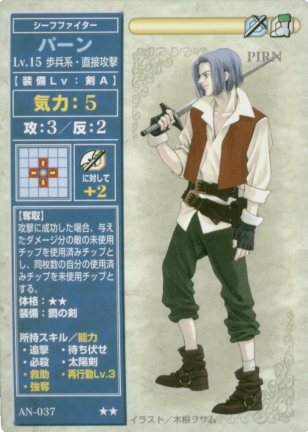 シーフファイター
パーン
Lv.15 歩兵系・直接攻撃
【装備Lv:剣A】
気力:5
攻:3/反:2
に対して
+2
【奪取】
攻撃に成功した場合、与え
たダメージ分の敵の未使用
チップを使用済みチップと
し、同枚数の自分の使用済
みチップを未使用チップと
する。
体格:★★
装備:鋼の剣
所持スキル/能力
・追撃 ・待ち伏せ
・必殺 ・太陽剣
・救助 ・再行動Lv.3
・強奪
AN-037 ★★
PIRN
イラスト/木根ヲサム